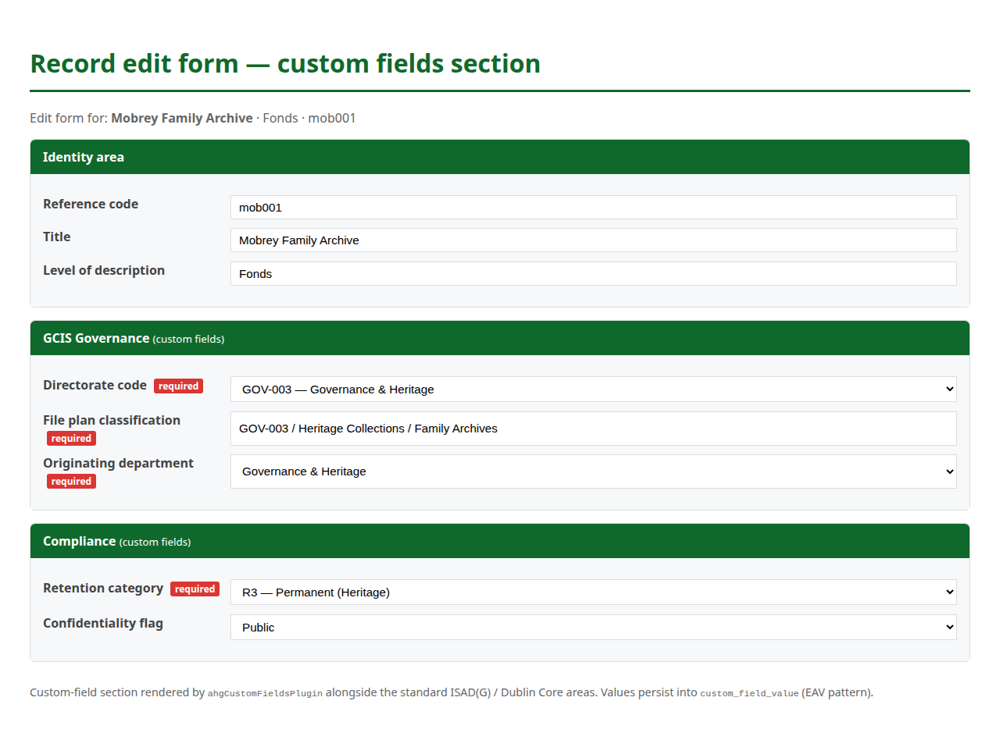 Record edit form — custom fields section
Edit form for: Mobrey Family Archive · Fonds · mob001
Identity area
Reference code mob001
Title Mobrey Family Archive
Level of description Fonds
GCIS Governance (custom fields)
Directorate code required GOV-003 — Governance & Heritage
File plan classification required GOV-003 / Heritage Collections / Family Archives
Originating department required Governance & Heritage
Compliance (custom fields)
Retention category required R3 — Permanent (Heritage)
Confidentiality flag Public
Custom-field section rendered by ahgCustomFieldsPlugin alongside the standard ISAD(G) / Dublin Core areas. Values persist into custom_field_value (EAV pattern).